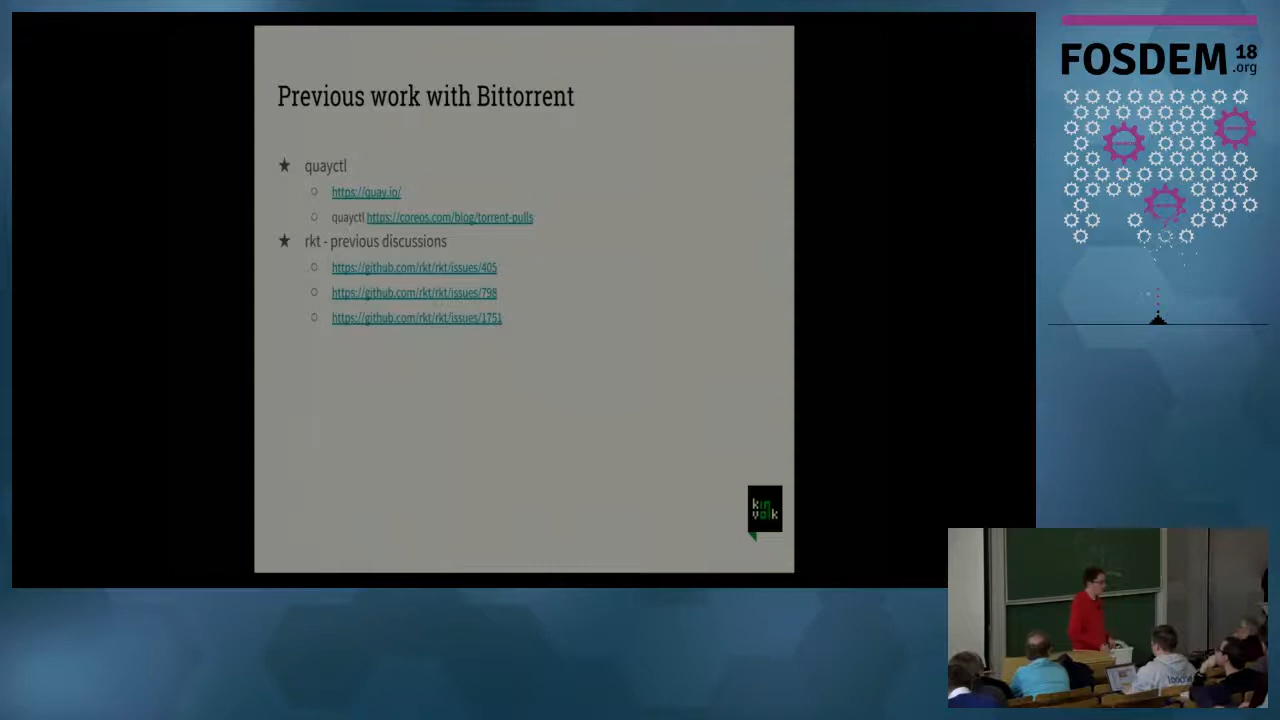 Previous work with Bittorrent
★ quayctl
○ https://quay.io/
○ quayctl https://coreos.com/blog/torrent-pulls
★ rkt - previous discussions
○ https://github.com/rkt/rkt/issues/405
○ https://github.com/rkt/rkt/issues/798
○ https://github.com/rkt/rkt/issues/1751
kin
volk
FOSDEM 18
.org